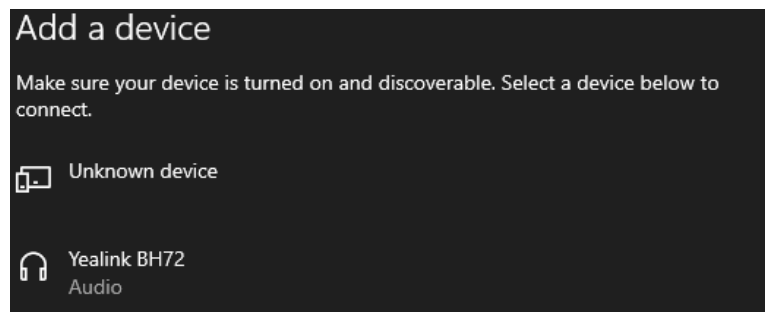 Add a device
Make sure your device is turned on and discoverable. Select a device below to
connect.
Unknown device
Yealink BH72
Audio